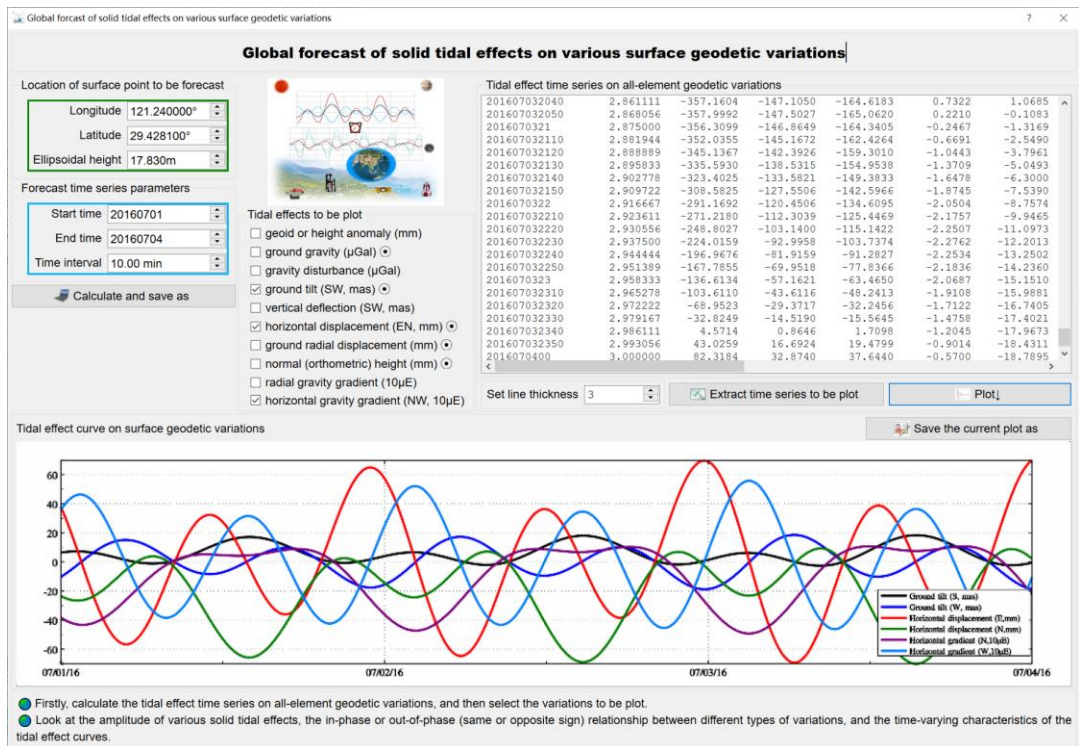 Global forcast of solid tidal effects on various surface geodetic variations
Global forecast of solid tidal effects on various surface geodetic variations
Location of surface point to be forecast
Longitude 121.240000°
Latitude 29.428100°
Ellipsoidal height 17.830m
Forecast time series parameters
Start time 20160701
End time 20160704
Time interval 10.00 min
Calculate and save as
Tidal effects to be plot
geoid or height anomaly (mm)
ground gravity (μGal)
gravity disturbance (μGal)
ground tilt (SW, mas)
vertical deflection (SW, mas)
horizontal displacement (EN, mm)
ground radial displacement (mm)
normal (orthometric) height (mm)
radial gravity gradient (10μE)
horizontal gravity gradient (NW, 10μE)
Tidal effect time series on all-element geodetic variations
201607032040 2.861111 -357.1604 -147.1050 -164.6183 0.7322 1.0685
201607032050 2.868056 -357.9992 -147.5027 -165.0620 0.2210 -0.1083
2016070321 2.875000 -356.3099 -146.8649 -164.3405 -0.2467 -1.3169
201607032110 2.881944 -352.0355 -145.1672 -162.4264 -0.6691 -2.5490
201607032120 2.888889 -345.1367 -142.3926 -159.3010 -1.0443 -3.7961
201607032130 2.895833 -335.5930 -138.5315 -154.9538 -1.3709 -5.0493
201607032140 2.902778 -323.4025 -133.5821 -149.3833 -1.6478 -6.3000
201607032150 2.909722 -308.5825 -127.5506 -142.5966 -1.8745 -7.5390
2016070322 2.916667 -291.1692 -120.4506 -134.6095 -2.0504 -8.7574
201607032210 2.923611 -271.2180 -112.3039 -125.4469 -2.1757 -9.9465
201607032220 2.930556 -248.8027 -103.1400 -115.1422 -2.2507 -11.0973
201607032230 2.937500 -224.0159 -92.9958 -103.7374 -2.2762 -12.2013
201607032240 2.944444 -196.9676 -81.9159 -91.2827 -2.2534 -13.2502
201607032250 2.951389 -167.7855 -69.9518 -77.8366 -2.1836 -14.2360
2016070323 2.958333 -136.6134 -57.1621 -63.4650 -2.0687 -15.1510
201607032310 2.965278 -103.6110 -43.6116 -48.2413 -1.9108 -15.9881
201607032320 2.972222 -68.9523 -29.3717 -32.2456 -1.7122 -16.7405
201607032330 2.979167 -32.8249 -14.5190 -15.5645 -1.4758 -17.4021
201607032340 2.986111 4.5714 0.8646 1.7098 -1.2045 -17.9673
201607032350 2.993056 43.0259 16.6924 19.4799 -0.9014 -18.4311
2016070400 3.000000 82.3184 32.8740 37.6440 -0.5700 -18.7895
Set line thickness 3
Extract time series to be plot
Plot↓
Tidal effect curve on surface geodetic variations
Save the current plot as
60
40
20
0
-20
-40
-60
07/01/16
07/02/16
07/03/16
07/04/16
Ground tilt (S, mas)
Ground tilt (W, mas)
Horizontal displacement (E,mm)
Horizontal displacement (N,mm)
Horizontal gradient (N,10μE)
Horizontal gradient (W,10μE)
Firstly, calculate the tidal effect time series on all-element geodetic variations, and then select the variations to be plot.
Look at the amplitude of various solid tidal effects, the in-phase or out-of-phase (same or opposite sign) relationship between different types of variations, and the time-varying characteristics of the
tidal effect curves.